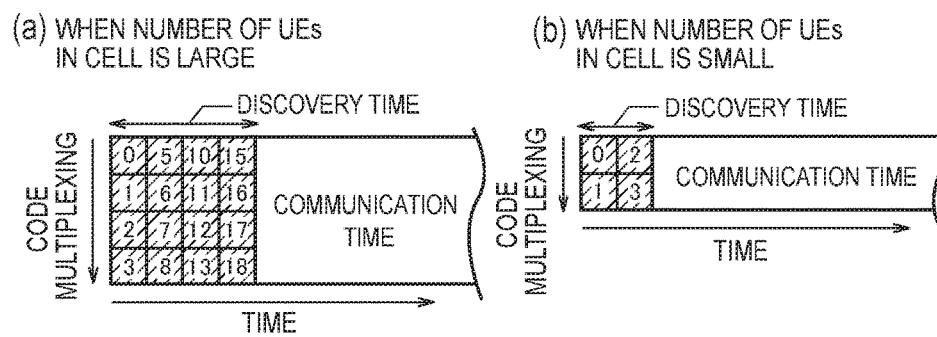 (a) WHEN NUMBER OF UEs
IN CELL IS LARGE
DISCOVERY TIME
CODE
MULTIPLEXING
0 5 10 15
1 6 11 16
2 7 12 17
3 8 13 18
COMMUNICATION
TIME
TIME
(b) WHEN NUMBER OF UEs
IN CELL IS SMALL
DISCOVERY TIME
CODE
MULTIPLEXING
0 2
1 3
COMMUNICATION TIME
TIME